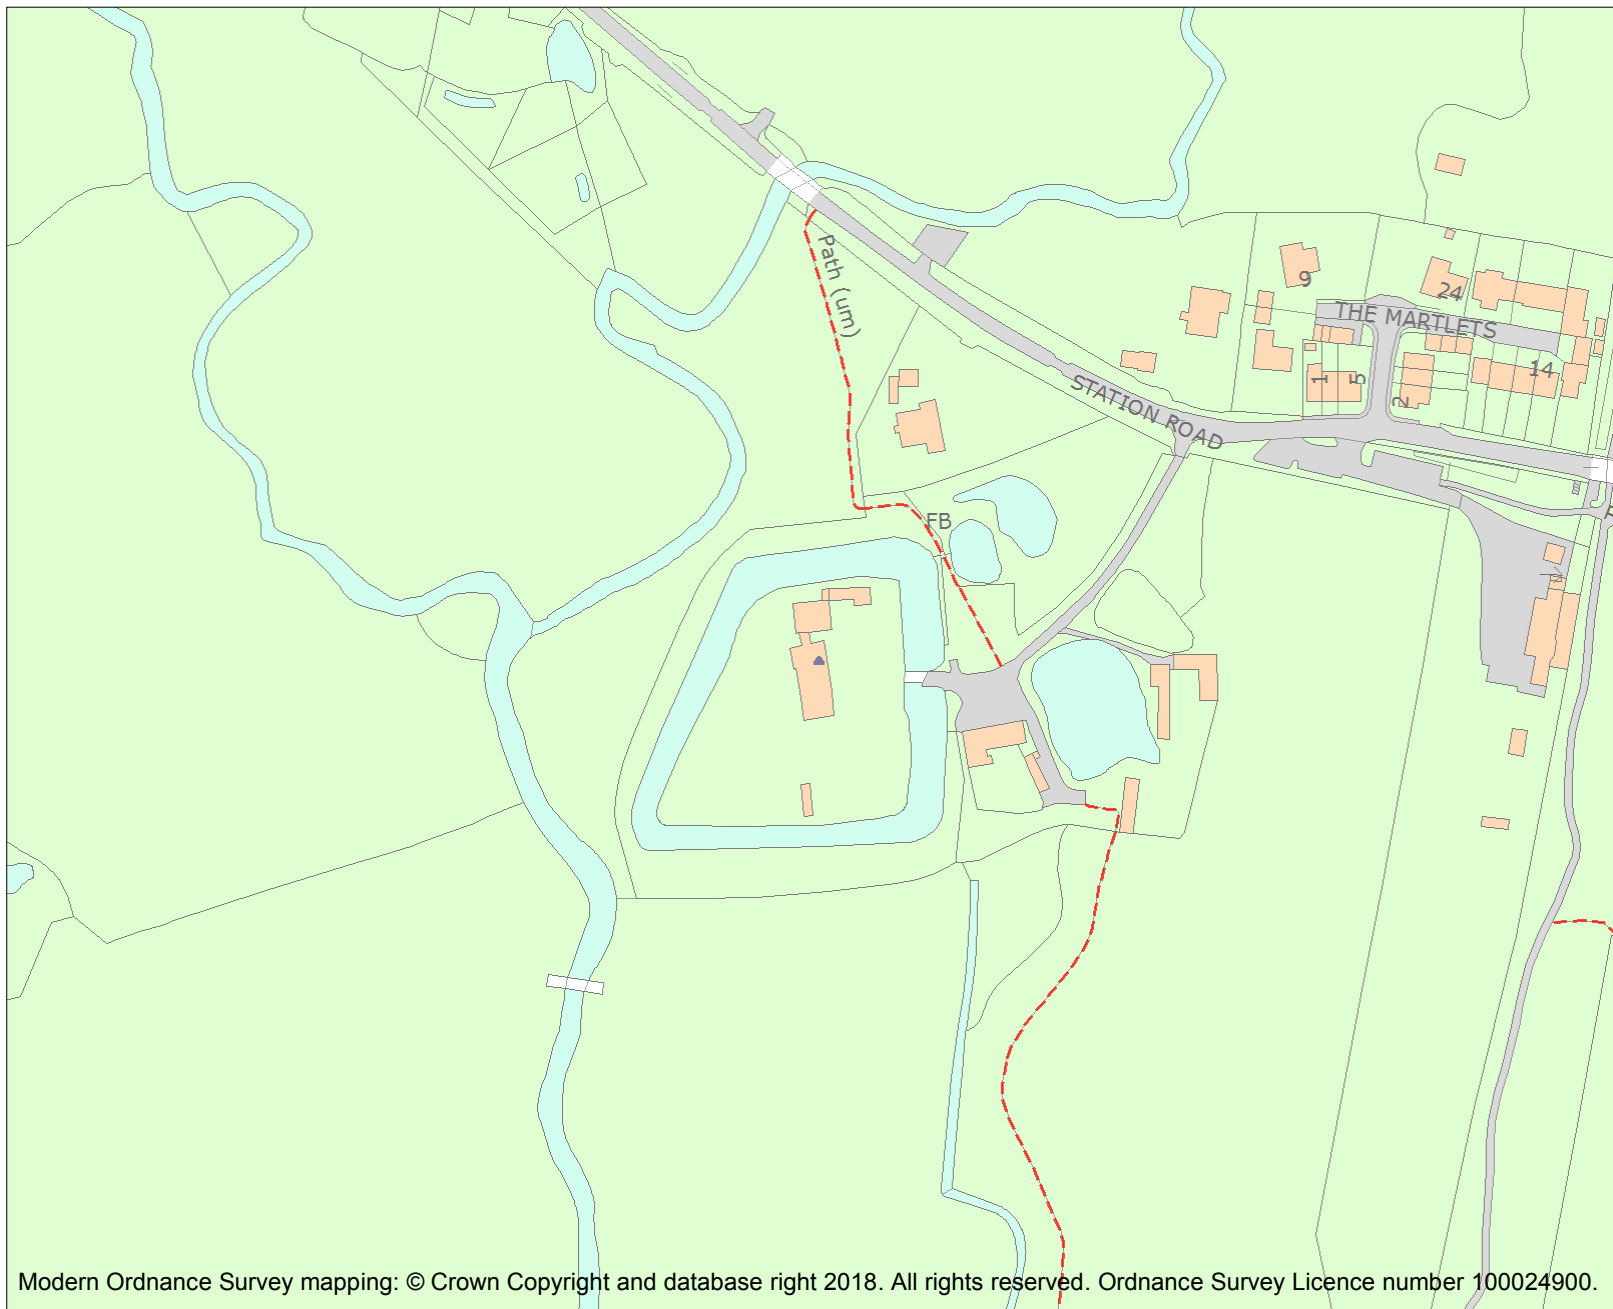 Path (um)
9
24
THE MARTLETS
14
1
5
2
STATION ROAD
FB
Modern Ordnance Survey mapping: © Crown Copyright and database right 2018. All rights reserved. Ordnance Survey Licence number 100024900.